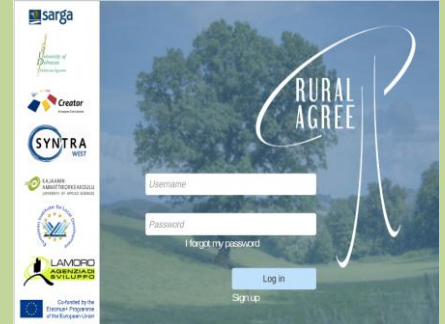 sarga
University of
Debrecen
Creator
SYNTRA
WEST
KAJAANIN
AMMATTIKORKEAKOULU
UNIVERSITY OF APPLIED SCIENCES
LAMORO
AGENZIA DI
SVILUPPO
Co-funded by the
Erasmus+ Programme
of the European Union
RURAL
AGREE
Username
Password
I forgot my password
Log in
Sign up